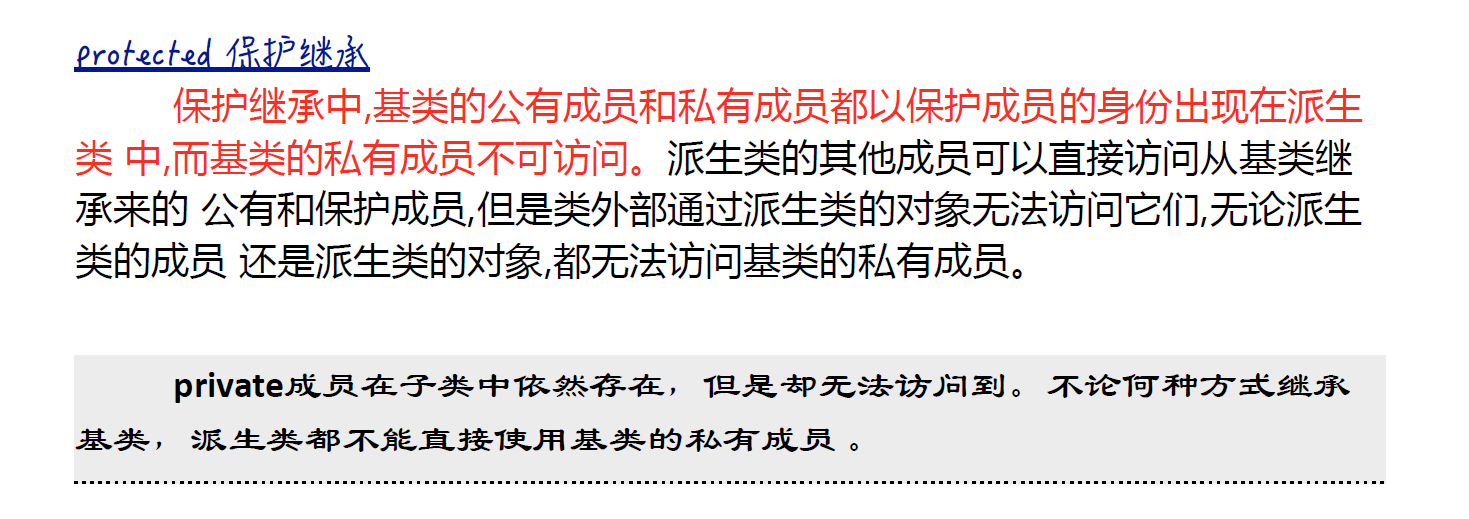 protected 保护继承
保护继承中,基类的公有成员和私有成员都以保护成员的身份出现在派生
类 中,而基类的私有成员不可访问。派生类的其他成员可以直接访问从基类继
承来的 公有和保护成员,但是类外部通过派生类的对象无法访问它们,无论派生
类的成员 还是派生类的对象,都无法访问基类的私有成员。
private成员在子类中依然存在，但是却无法访问到。不论何种方式继承
基类，派生类都不能直接使用基类的私有成员 。